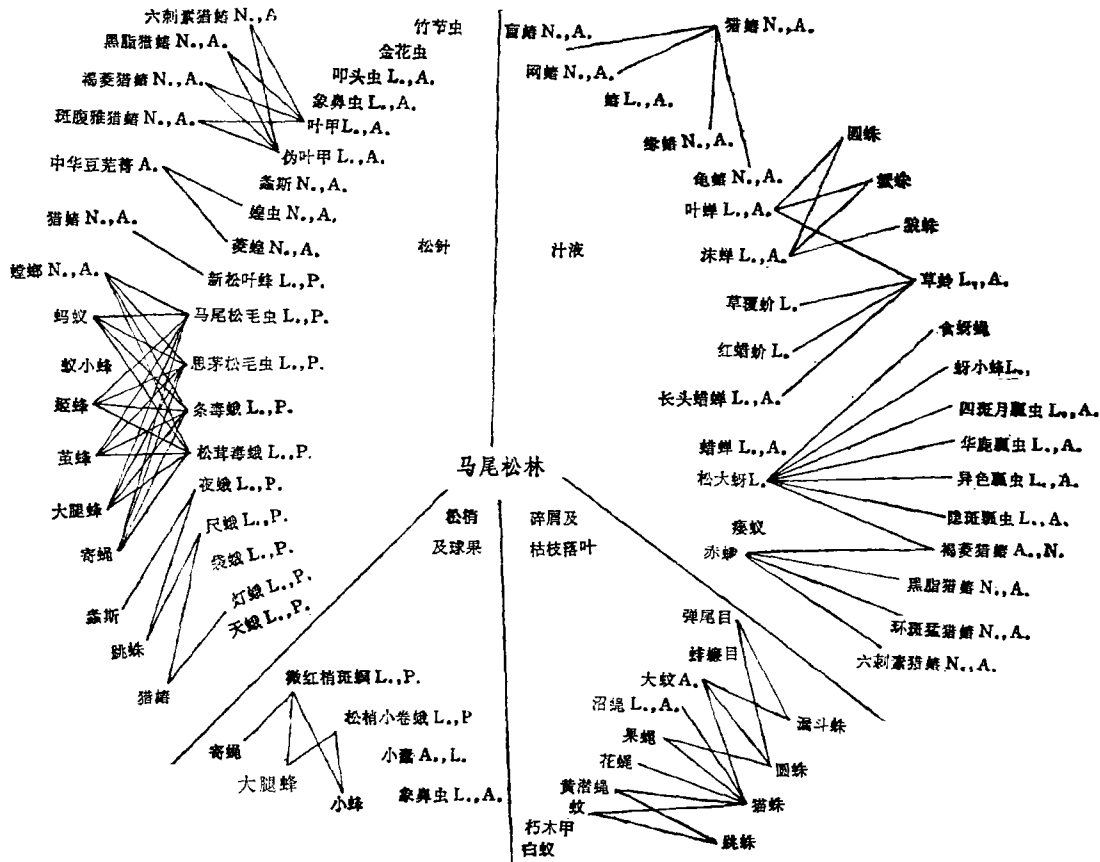 六刺素猎蝽 N.,A
黑脂猎蝽 N.,A.
褐菱猎蝽 N.,A.
斑腹雅猎蝽 N.,A.
中华豆芫菁 A.
猎蝽 N.,A.
螳螂 N.,A.
蚂蚁
蚁小蜂
姬蜂
茧蜂
大腿蜂
寄蝇
螽斯
跳蛛
猎蝽
竹节虫
金花虫
叩头虫 L.,A.
象鼻虫 L.,A.
叶甲 L.,A.
伪叶甲 L.,A.
螽斯 N.,A.
蝗虫 N.,A.
菱蝗 N.,A.
新松叶蜂 L.,P.
马尾松毛虫 L.,P.
思茅松毛虫 L.,P.
条毒蛾 L.,P.
松茸毒蛾 L.,P.
夜蛾 L.,P.
尺蛾 L.,P.
袋蛾 L.,P.
灯蛾 L.,P.
天蛾 L.,P.
松针
汁液
盲蝽 N.,A.
猎蝽 N.,A.
网蝽 N.,A.
蝽 L.,A.
缘蝽 N.,A.
龟蝽 N.,A.
叶蝉 L.,A.
沫蝉 L.,A.
草履蚧 L.
红蜡蚧 L.
长头蜡蝉 L.,A.
蜡蝉 L.,A.
松大蚜 L.
圆蛛
蟹蛛
狼蛛
草蛉 L.,A.
食蚜蝇
蚜小蜂 L.,
四斑月瓢虫 L.,A.
华鹿瓢虫 L.,A.
异色瓢虫 L.,A.
隐斑瓢虫 L.,A.
褐菱猎蝽 A.,N.
黑脂猎蝽 N.,A.
环斑猛猎蝽 N.,A.
六刺素猎蝽 N.,A.
马尾松林
松梢
及球果
碎屑及
枯枝落叶
微红梢斑螟 L.,P.
松梢小卷蛾 L.,P
小蠹 A.,L.
象鼻虫 L.,A.
寄蝇
大腿蜂
小蜂
弹尾目
蜚蠊目
大蚊 A.
沼蝇 L.,A.
果蝇
花蝇
黄潜蝇
蚊
朽木甲
白蚁
漏斗蛛
圆蛛
猫蛛
跳蛛